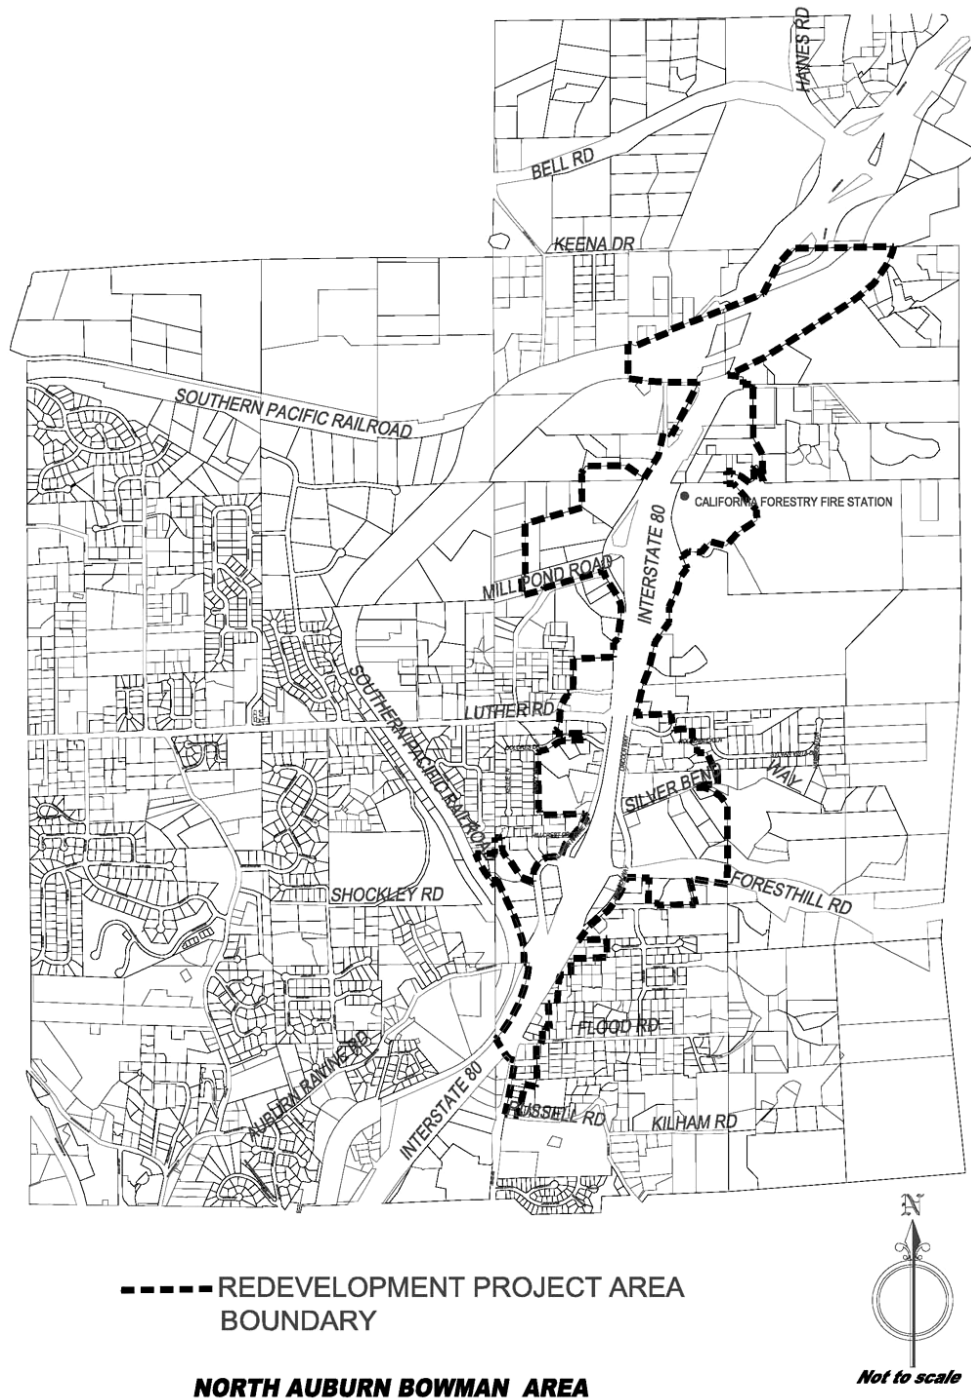 HAINES RD
BELL RD
KEENA DR
SOUTHERN PACIFIC RAILROAD
CALIFORNIA FORESTRY FIRE STATION
INTERSTATE 80
MILL POND ROAD
SOUTHERN PACIFIC RAILROAD
LUTHER RD
SILVER BEND
WAY
SHOCKLEY RD
FORESTHILL RD
FLOOD RD
AUBURN RAVINE RD
INTERSTATE 80
RUSSELL RD
KILHAM RD
N
REDEVELOPMENT PROJECT AREA
BOUNDARY
Not to scale
NORTH AUBURN BOWMAN AREA